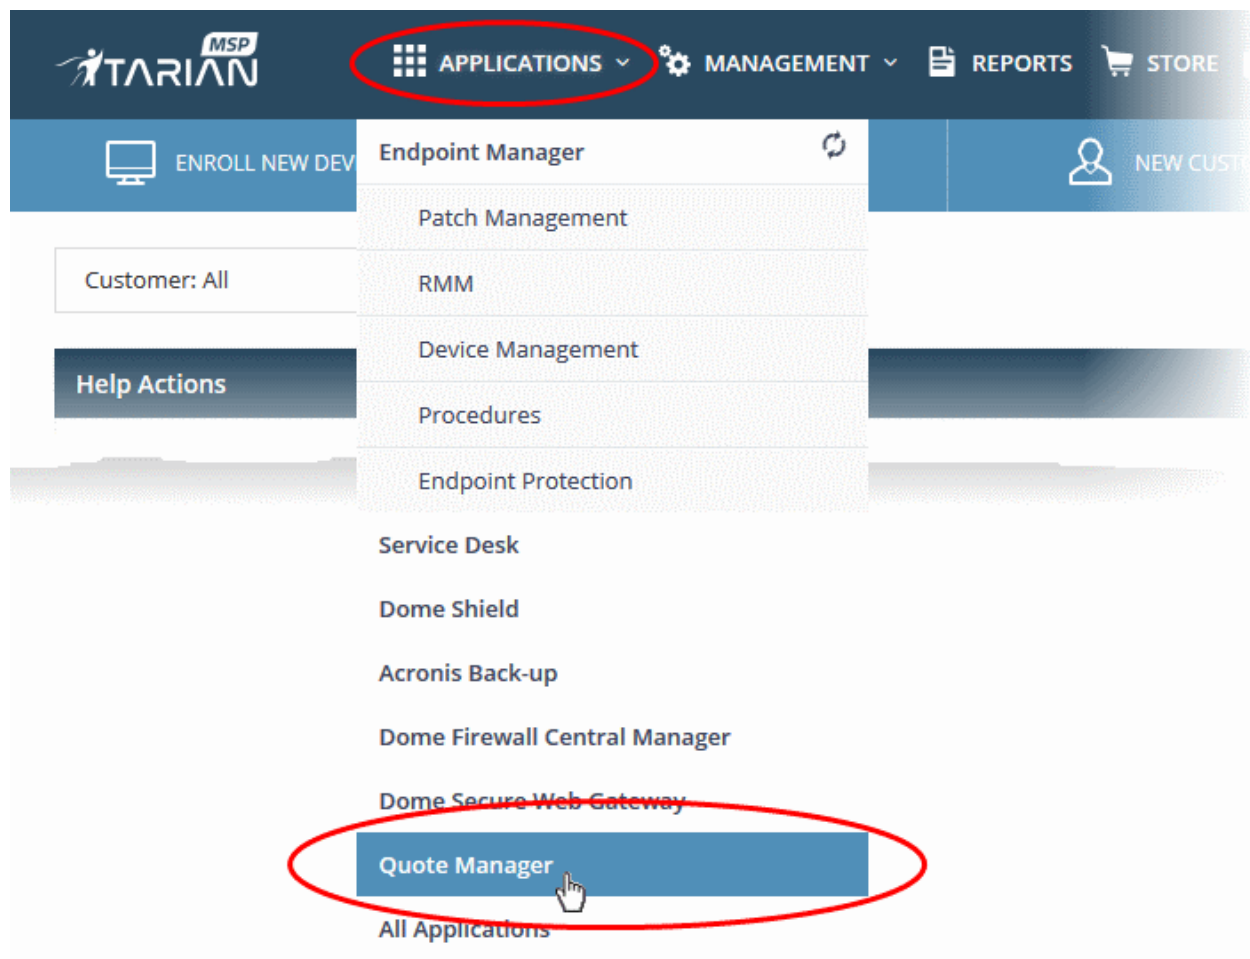 MSP
ITARIAN
APPLICATIONS
MANAGEMENT
REPORTS
STORE
ENROLL NEW DEV
NEW CUST
Endpoint Manager
Patch Management
Customer: All
RMM
Device Management
Help Actions
Procedures
Endpoint Protection
Service Desk
Dome Shield
Acronis Back-up
Dome Firewall Central Manager
Dome Secure Web Gateway
Quote Manager
All Applications